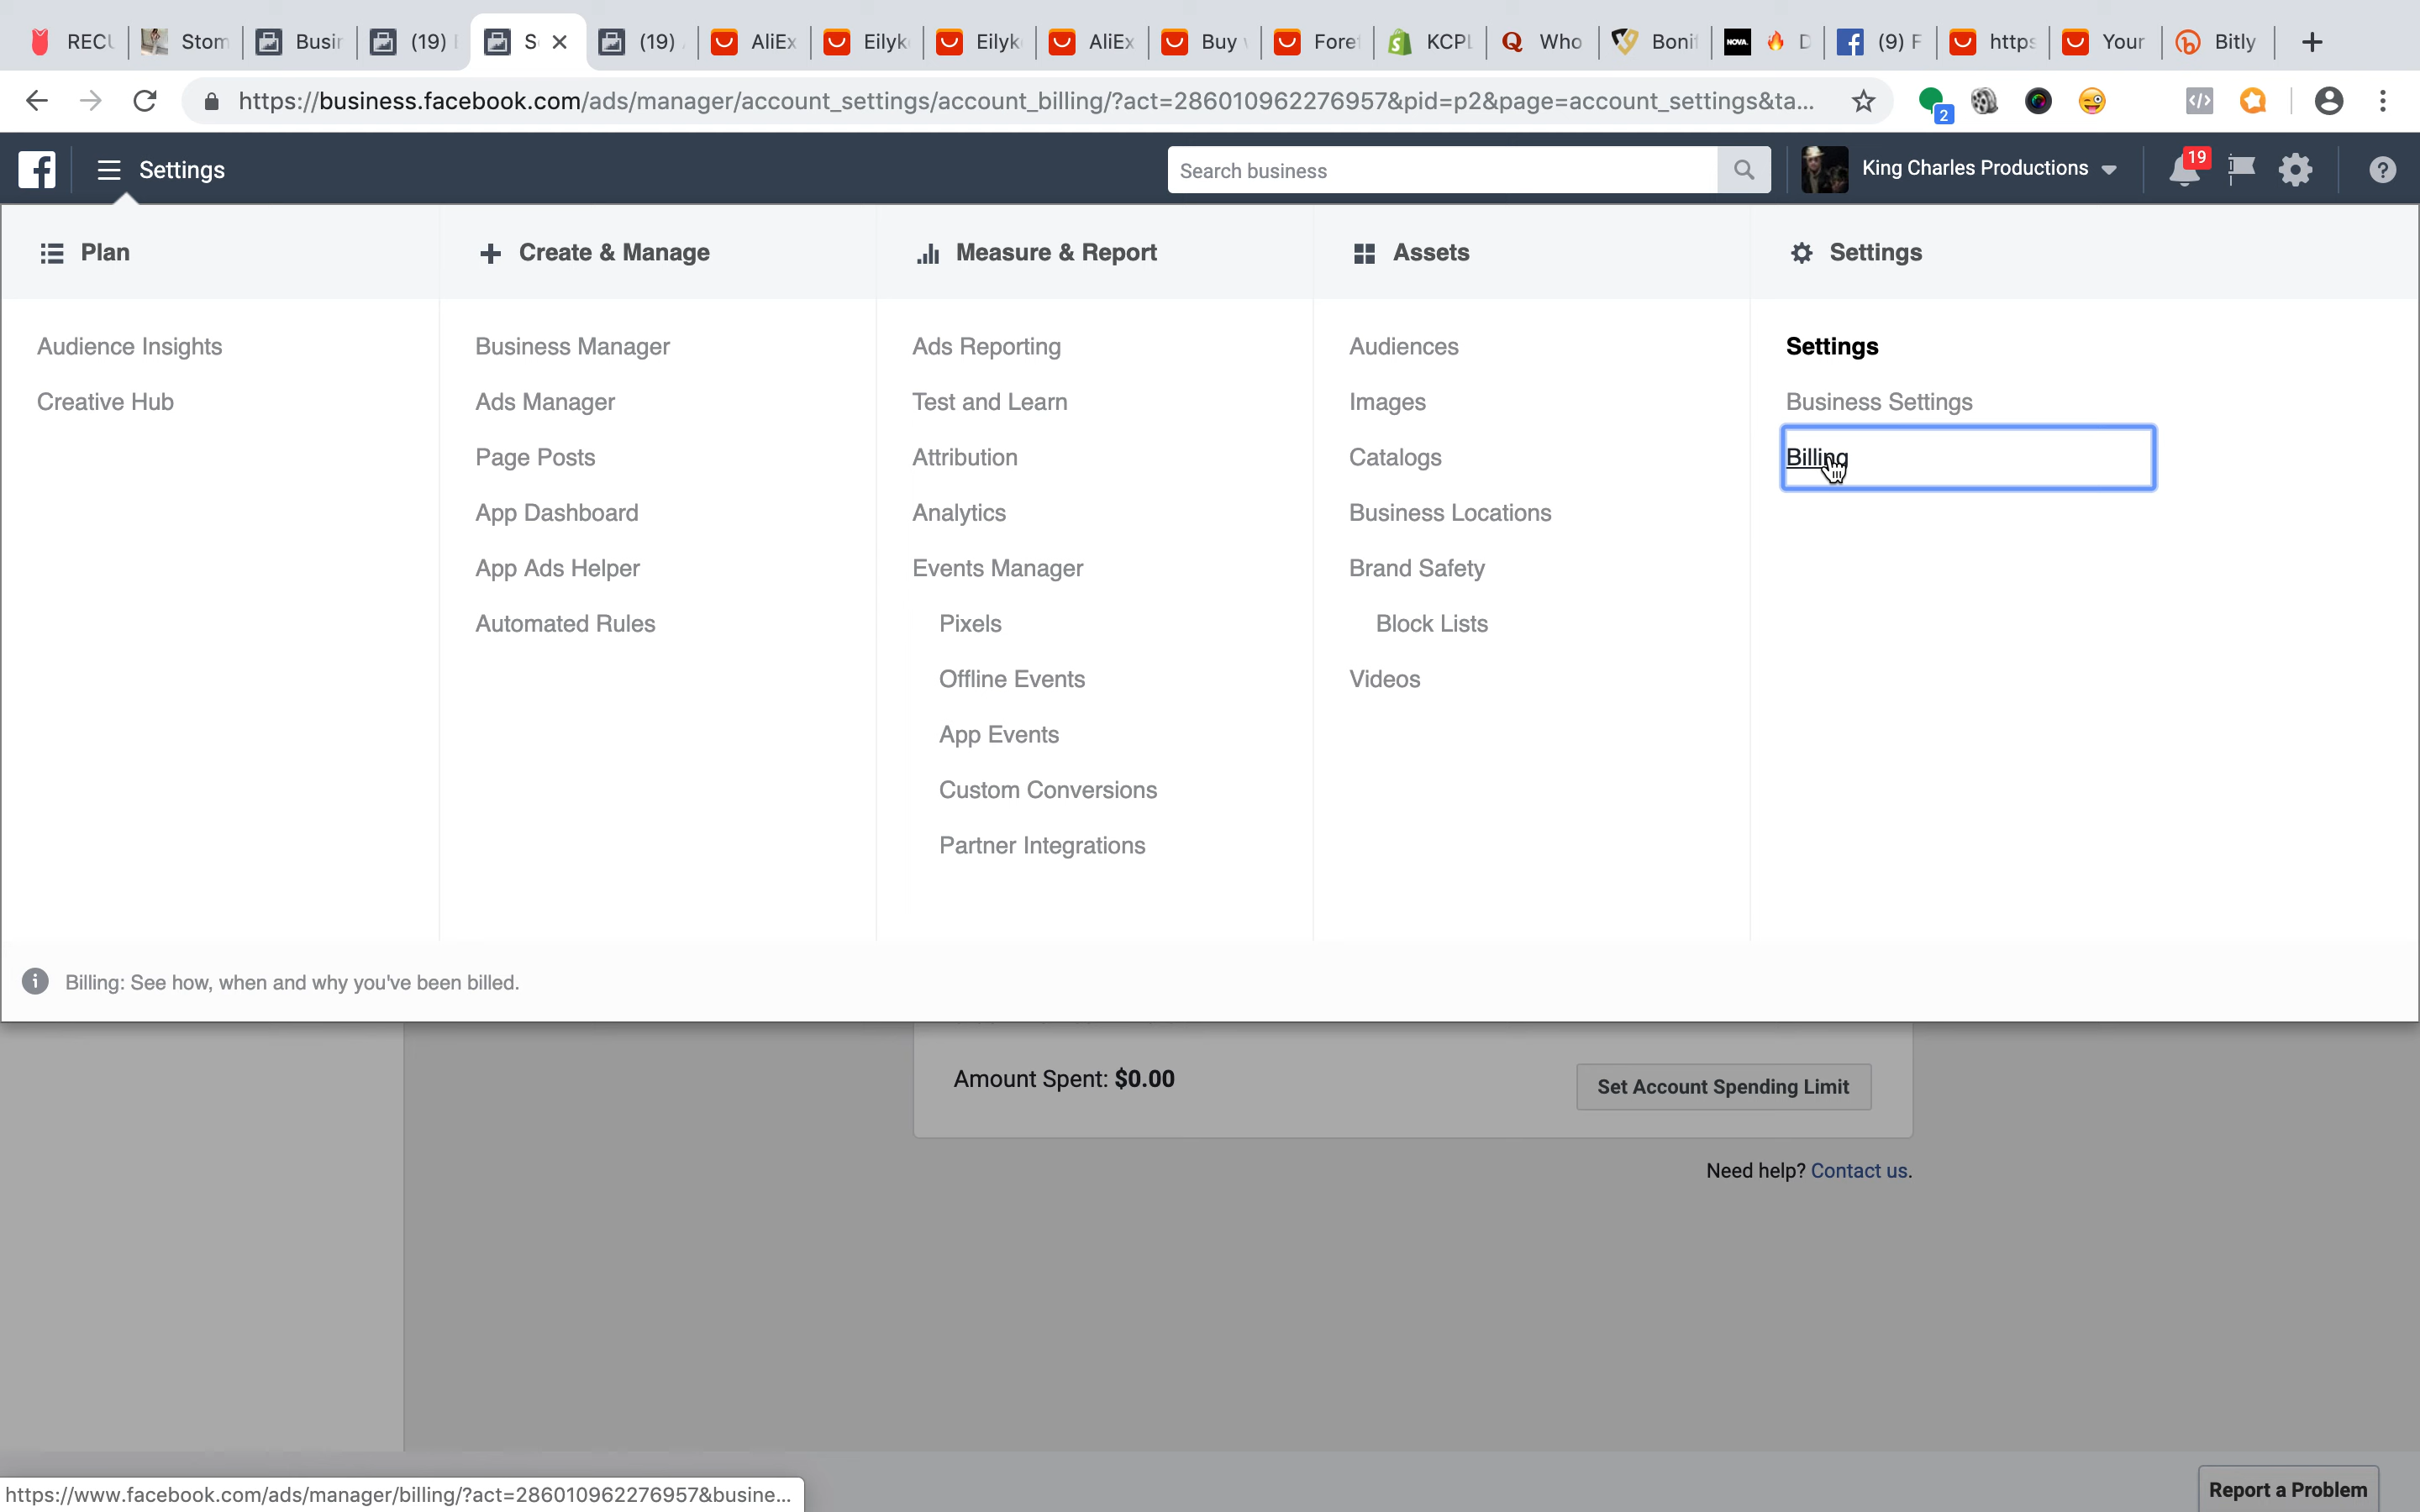 RECU Stom Busin (19) S (19) AliEx Eilyk Eilyk AliEx Buy Foret KCPL Who Bonif NOVA. D (9) F https Your Bitly
https://business.facebook.com/ads/manager/account_settings/account_billing/?act=286010962276957&pid=p2&page=account_settings&ta...
2
Settings
Search business
King Charles Productions
19
Plan
Create & Manage
Measure & Report
Assets
Settings
Audience Insights
Creative Hub
Business Manager
Ads Manager
Page Posts
App Dashboard
App Ads Helper
Automated Rules
Ads Reporting
Test and Learn
Attribution
Analytics
Events Manager
Pixels
Offline Events
App Events
Custom Conversions
Partner Integrations
Audiences
Images
Catalogs
Business Locations
Brand Safety
Block Lists
Videos
Settings
Business Settings
Billing
Billing: See how, when and why you've been billed.
Amount Spent: $0.00
Set Account Spending Limit
Need help? Contact us.
https://www.facebook.com/ads/manager/billing/?act=286010962276957&busine...
Report a Problem